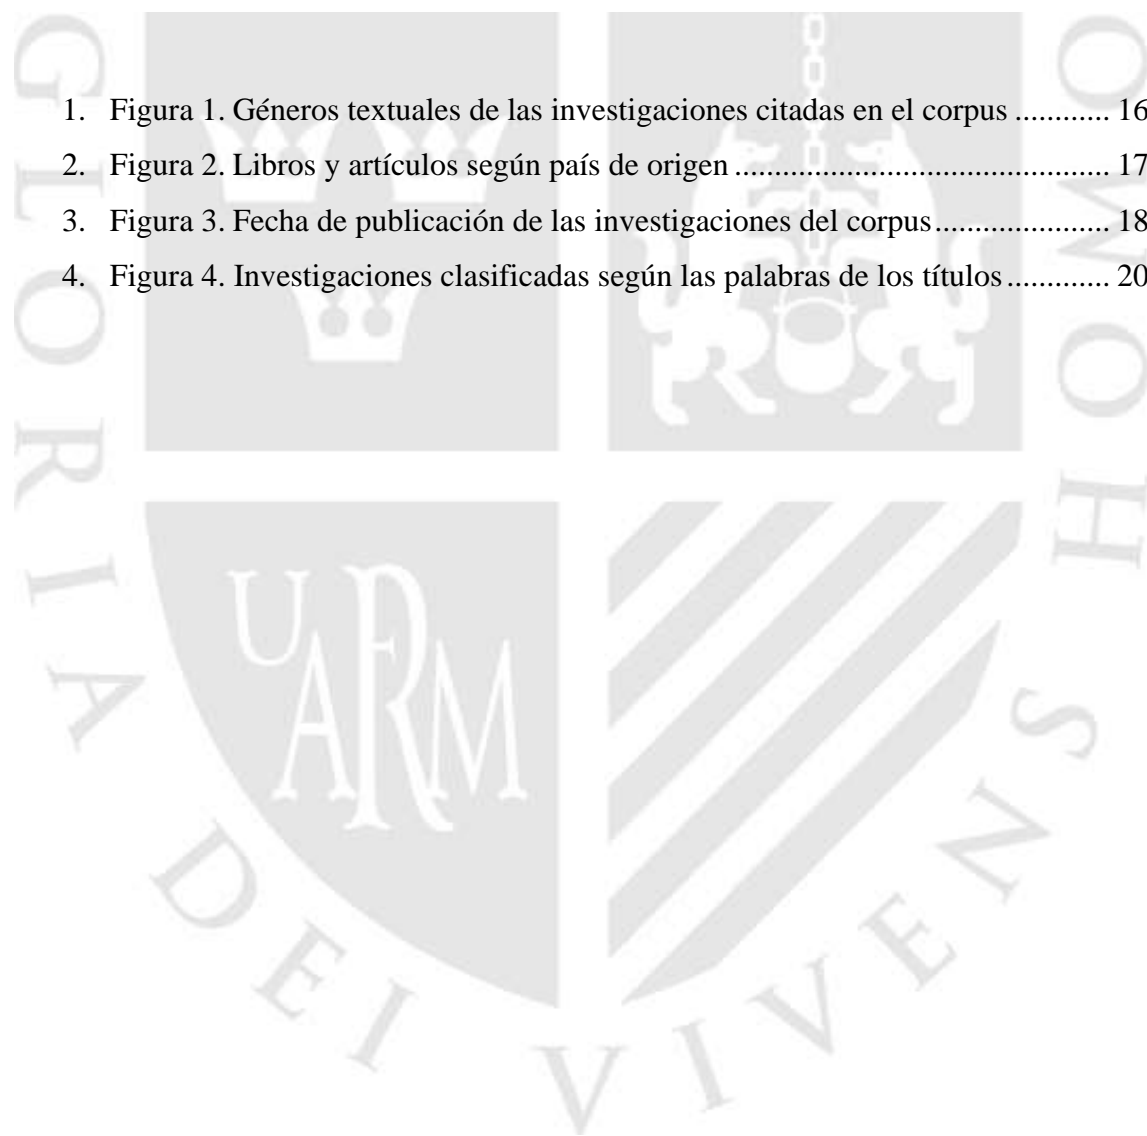 1. Figura 1. Géneros textuales de las investigaciones citadas en el corpus ............ 16
2. Figura 2. Libros y artículos según país de origen ....................................... 17
3. Figura 3. Fecha de publicación de las investigaciones del corpus ...................... 18
4. Figura 4. Investigaciones clasificadas según las palabras de los títulos ............. 20
GLORIA DEI VIVENS HOMO
UARM